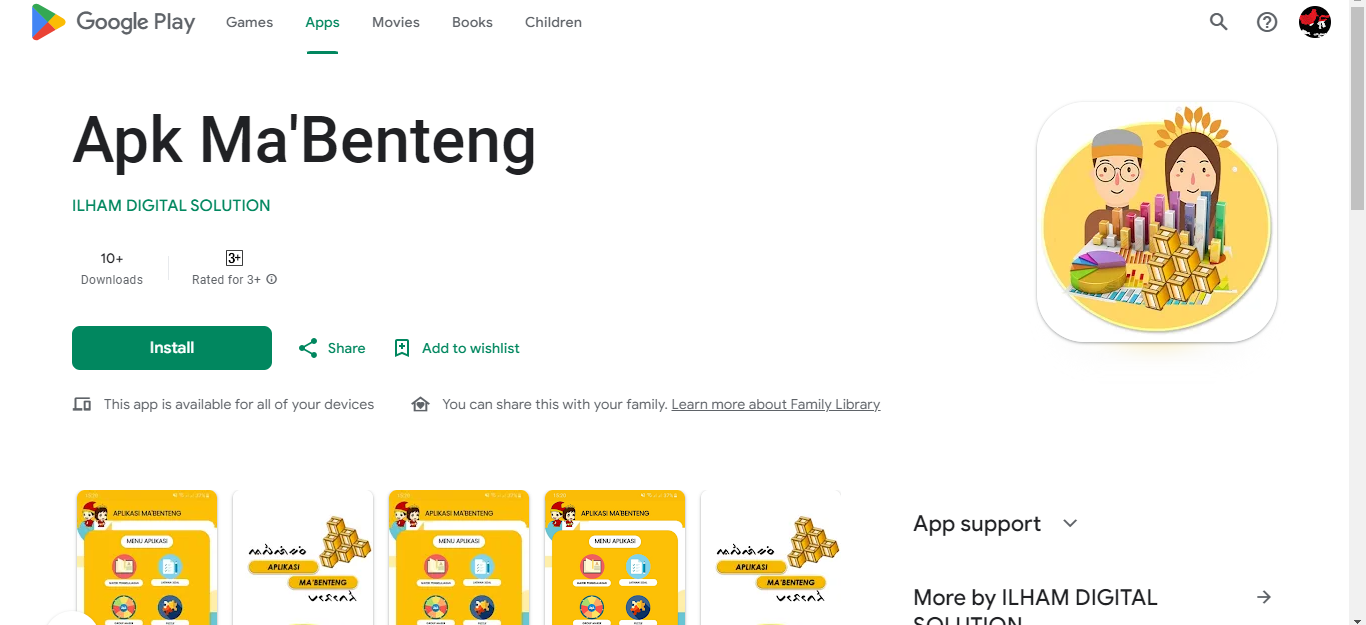 Google Play
Games
Apps
Movies
Books
Children
Apk Ma'Benteng
ILHAM DIGITAL SOLUTION
10+
Downloads
3+
Rated for 3+
Install
Share
Add to wishlist
This app is available for all of your devices
You can share this with your family. Learn more about Family Library
APLIKASI MA'BENTENG
MENU APLIKASI
APLIKASI
MA'BENTENG
APLIKASI MA'BENTENG
MENU APLIKASI
APLIKASI MA'BENTENG
MENU APLIKASI
APLIKASI
MA'BENTENG
App support
More by ILHAM DIGITAL
SOLUTION